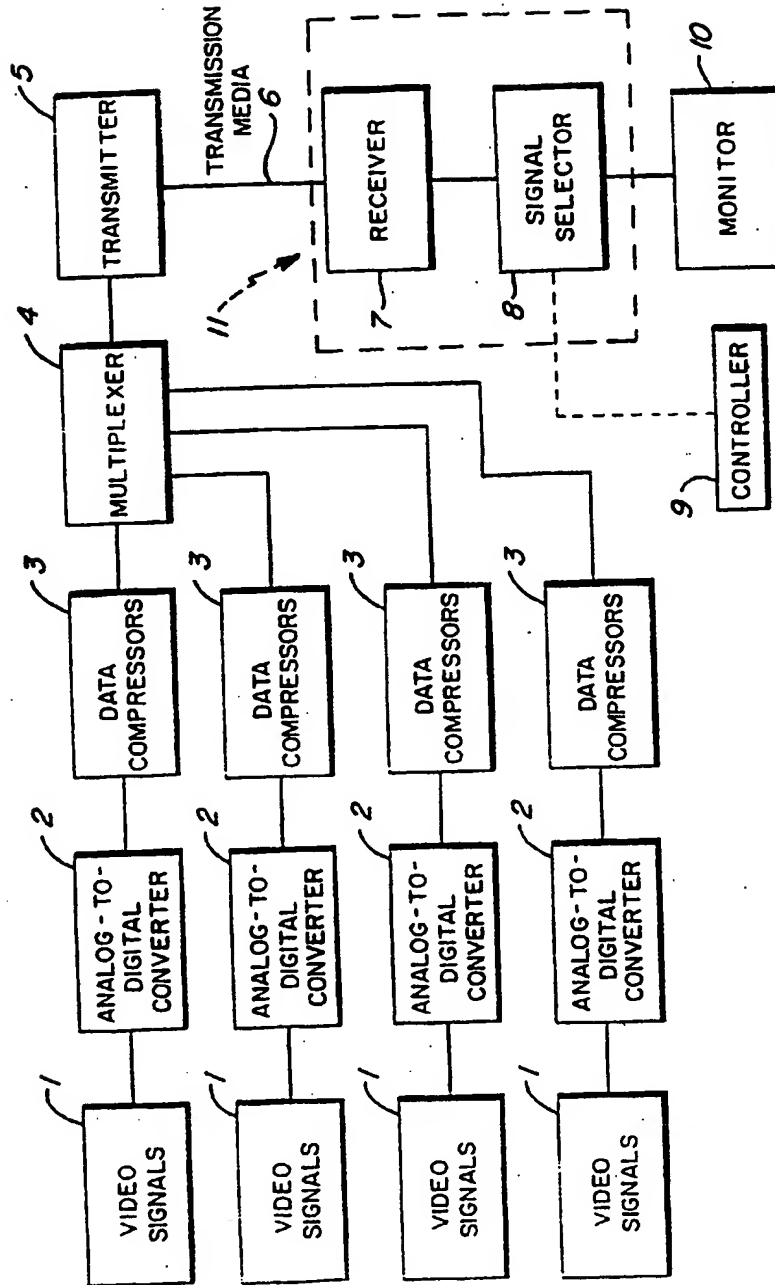 1
VIDEO
SIGNALS
2
ANALOG-TO-
DIGITAL
CONVERTER
3
DATA
COMPRESSORS
4
MULTIPLEXER
5
TRANSMITTER
1
VIDEO
SIGNALS
2
ANALOG-TO-
DIGITAL
CONVERTER
3
DATA
COMPRESSORS
1
VIDEO
SIGNALS
2
ANALOG-TO-
DIGITAL
CONVERTER
3
DATA
COMPRESSORS
1
VIDEO
SIGNALS
2
ANALOG-TO-
DIGITAL
CONVERTER
3
DATA
COMPRESSORS
TRANSMISSION
MEDIA
6
11
RECEIVER
7
SIGNAL
SELECTOR
8
CONTROLLER
9
MONITOR
10